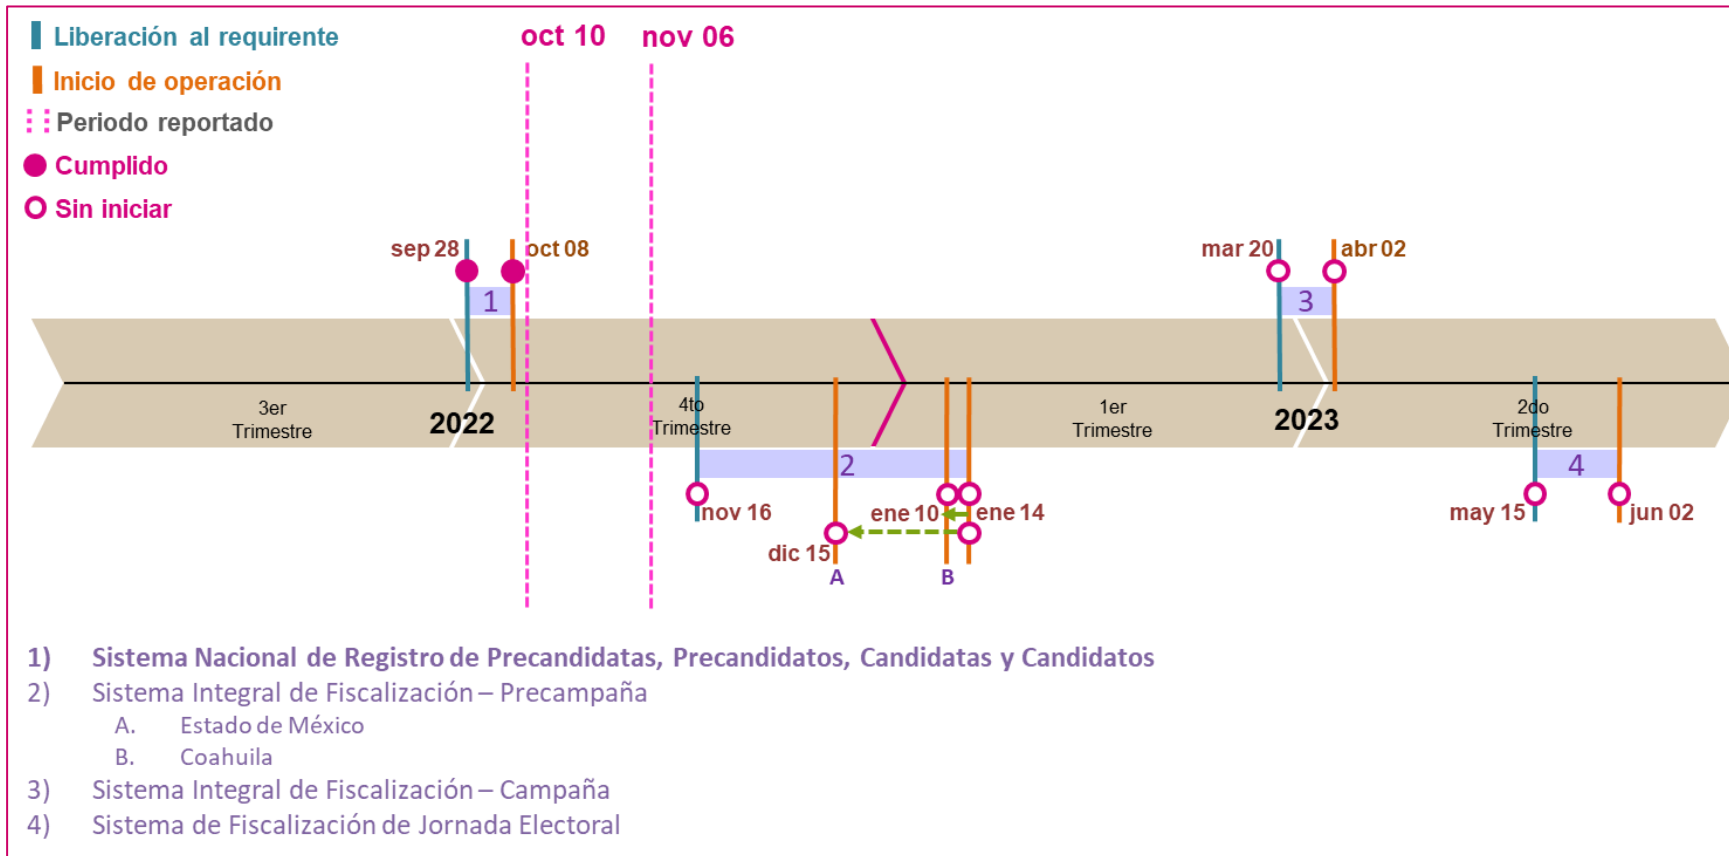 Liberación al requirente
Inicio de operación
Periodo reportado
Cumplido
Sin iniciar
oct 10
nov 06
sep 28
oct 08
mar 20
abr 02
1
3
3er
Trimestre
2022
4to
Trimestre
1er
Trimestre
2023
2do
Trimestre
2
4
nov 16
ene 10
ene 14
may 15
jun 02
dic 15
A
B
1) Sistema Nacional de Registro de Precandidatas, Precandidatos, Candidatas y Candidatos
2) Sistema Integral de Fiscalización – Precampaña
A. Estado de México
B. Coahuila
3) Sistema Integral de Fiscalización – Campaña
4) Sistema de Fiscalización de Jornada Electoral